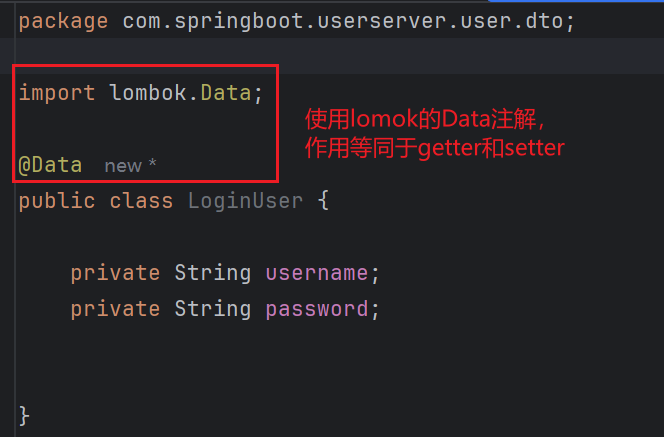 package com.springboot.userserver.user.dto;
import lombok.Data;
使用lomok的Data注解,
作用等同于getter和setter
@Data new *
public class LoginUser {
private String username;
private String password;
}